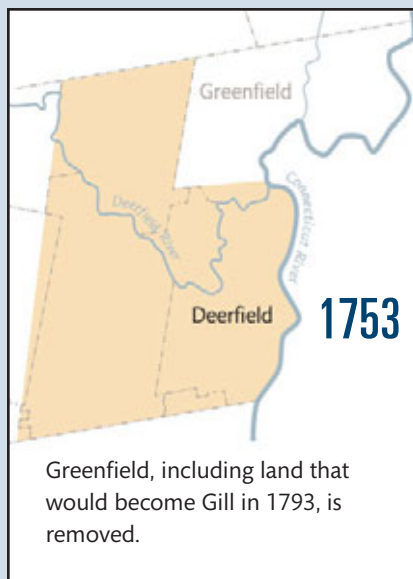 Greenfield
Deerfield River
Connecticut River
Deerfield
1753
Greenfield, including land that
would become Gill in 1793, is
removed.